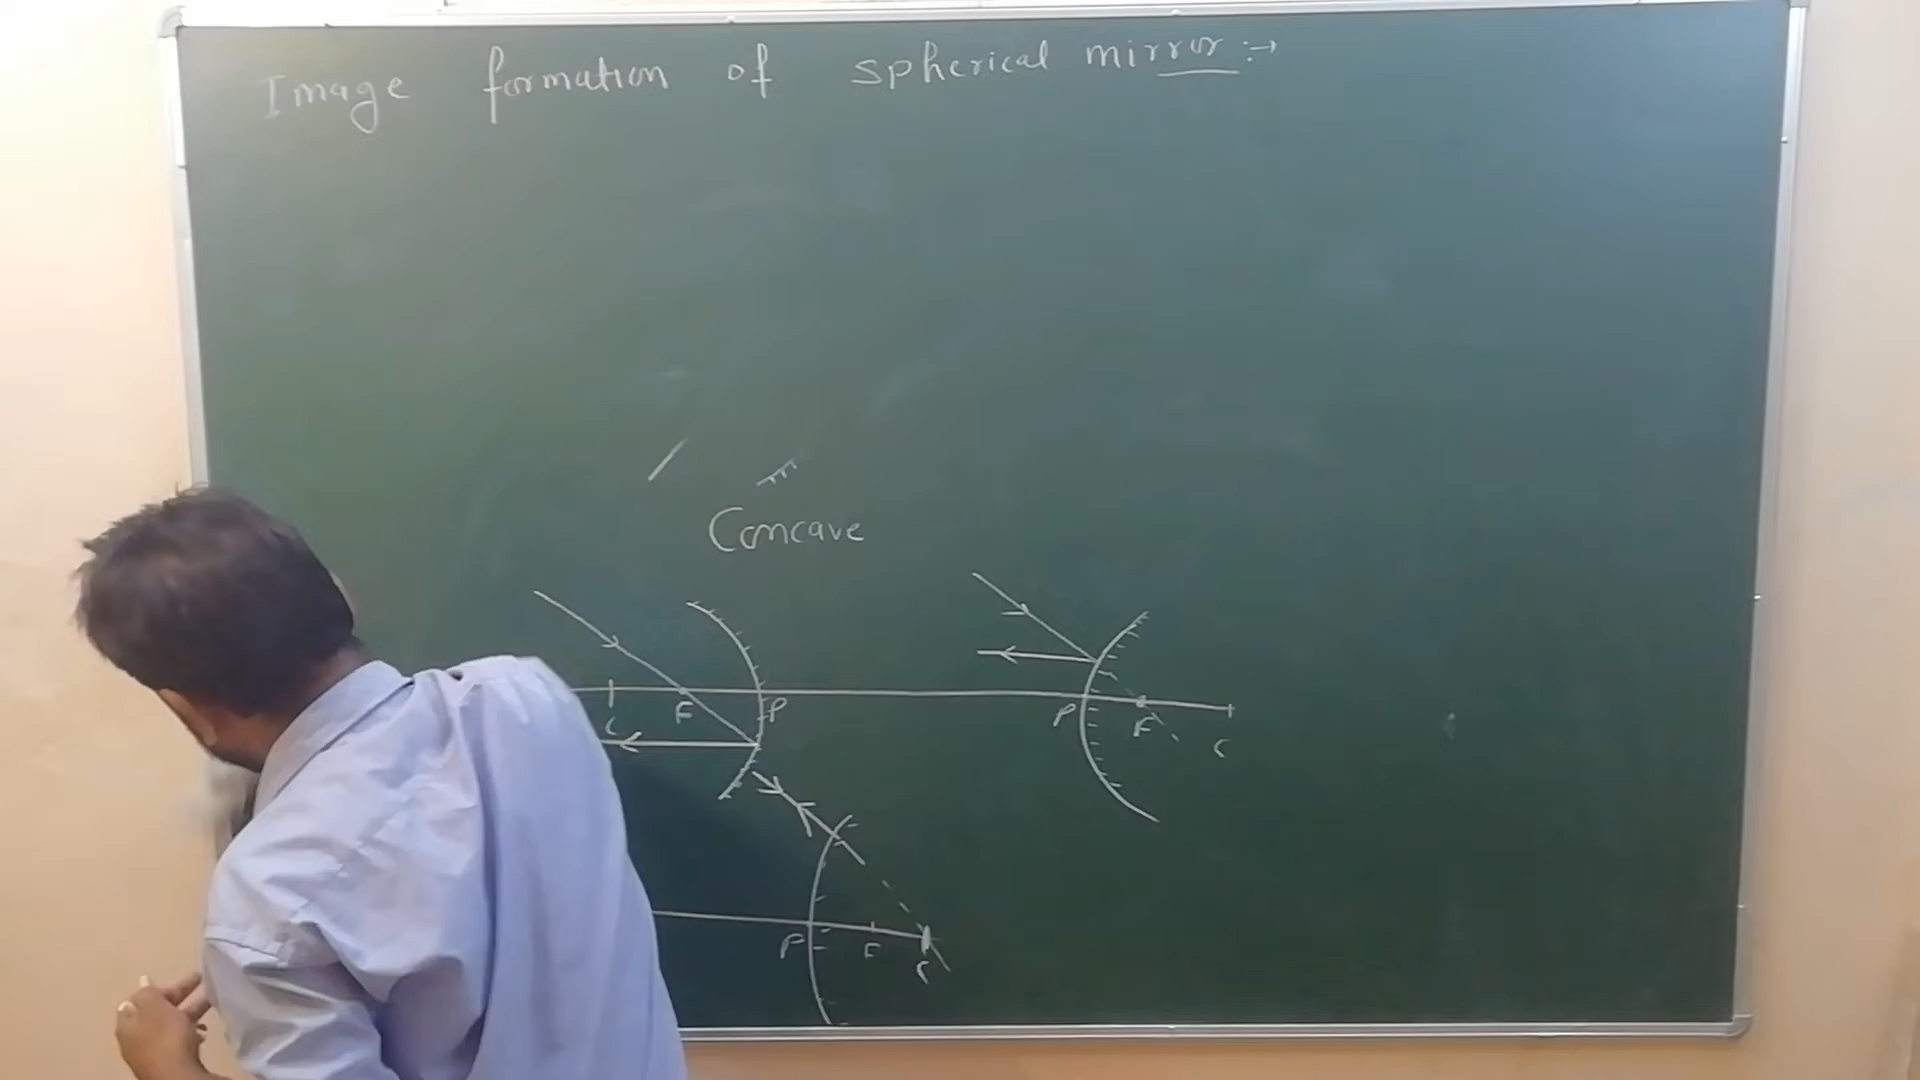 Image formation of spherical mirror :→
Concave
C F P
P F C
P F C